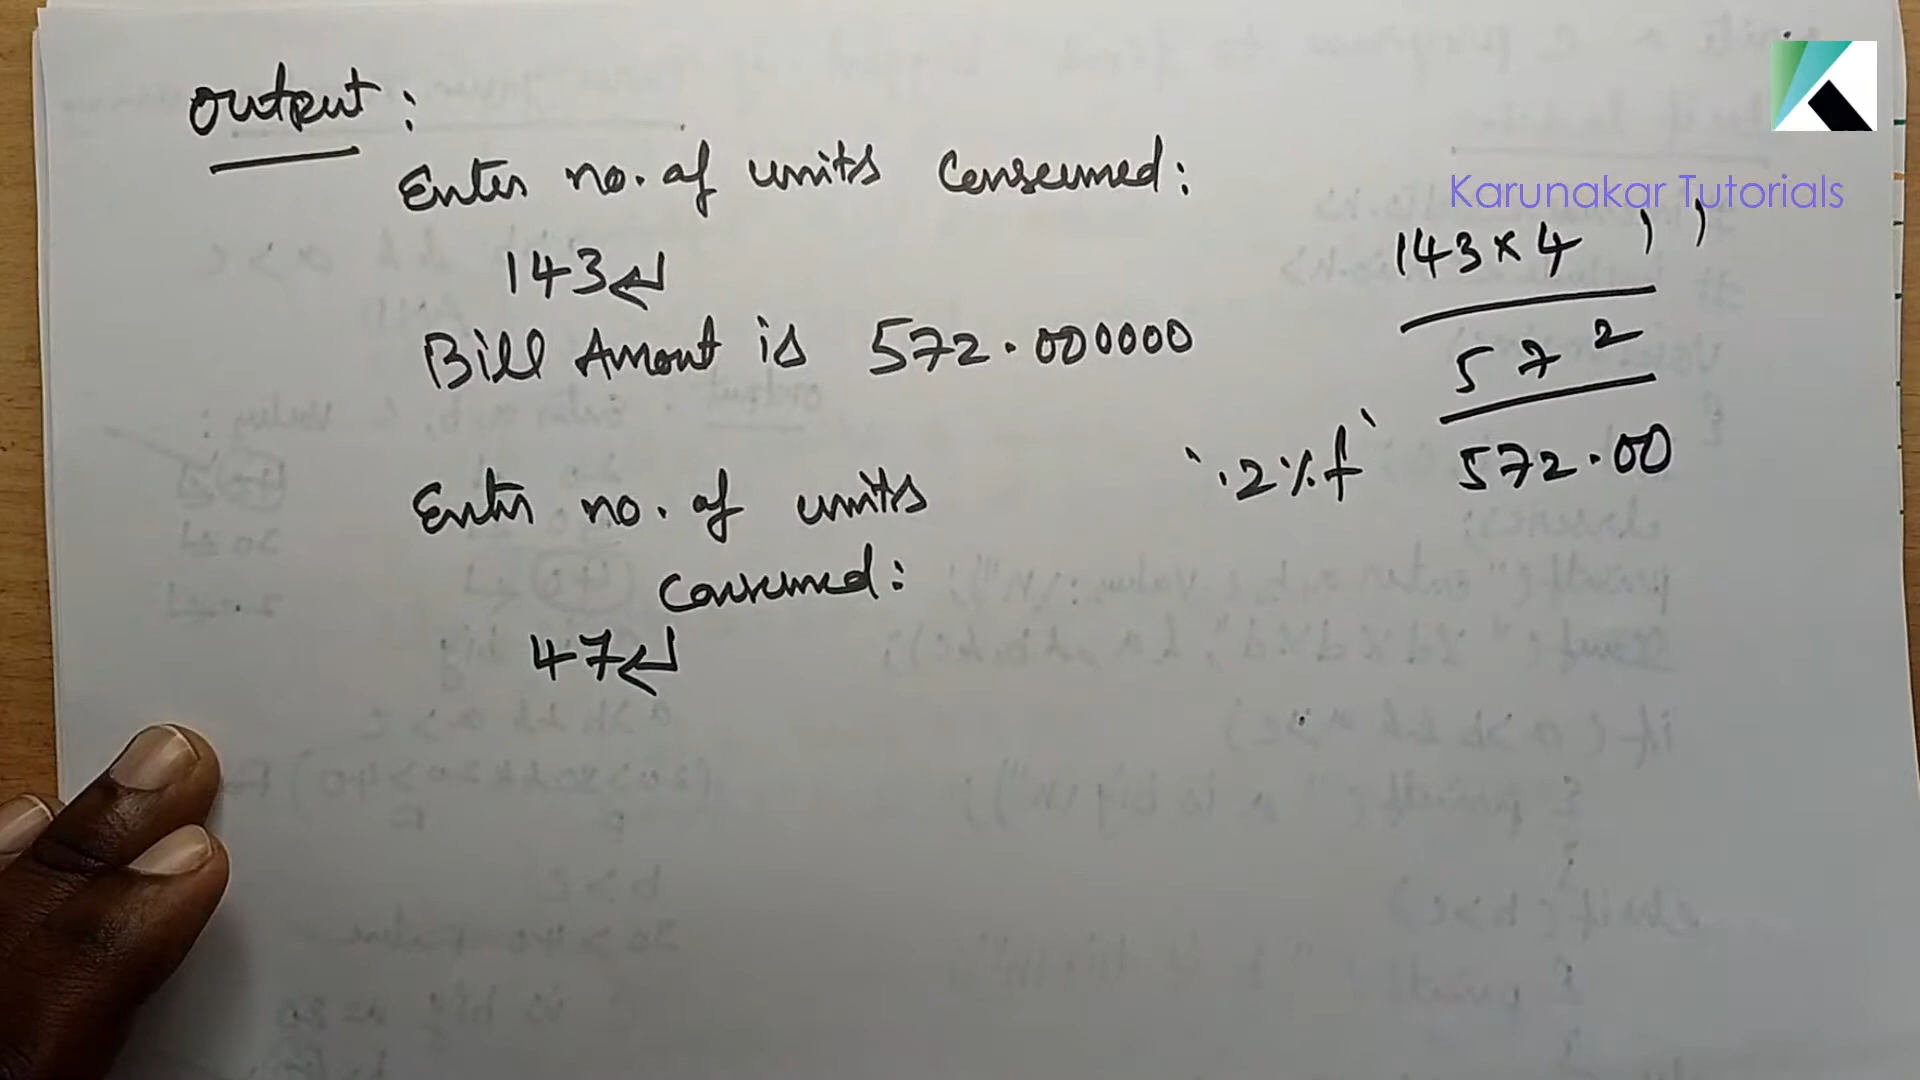 output:
Enter no. of units Consumed:
143↵
Bill Amount is 572.000000
Enter no. of units
Consumed:
47↵
Karunakar Tutorials
143 × 4
572
'.2%f' 572.00